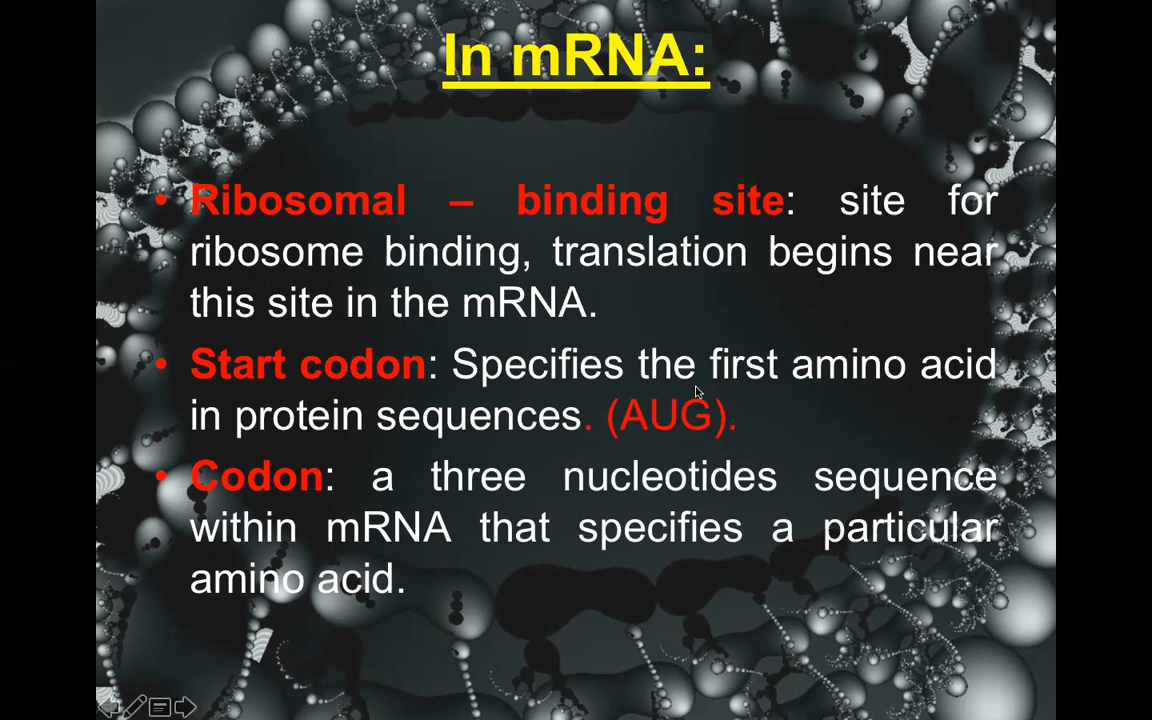 In mRNA:
• Ribosomal – binding site: site for
ribosome binding, translation begins near
this site in the mRNA.
• Start codon: Specifies the first amino acid
in protein sequences. (AUG).
• Codon: a three nucleotides sequence
within mRNA that specifies a particular
amino acid.